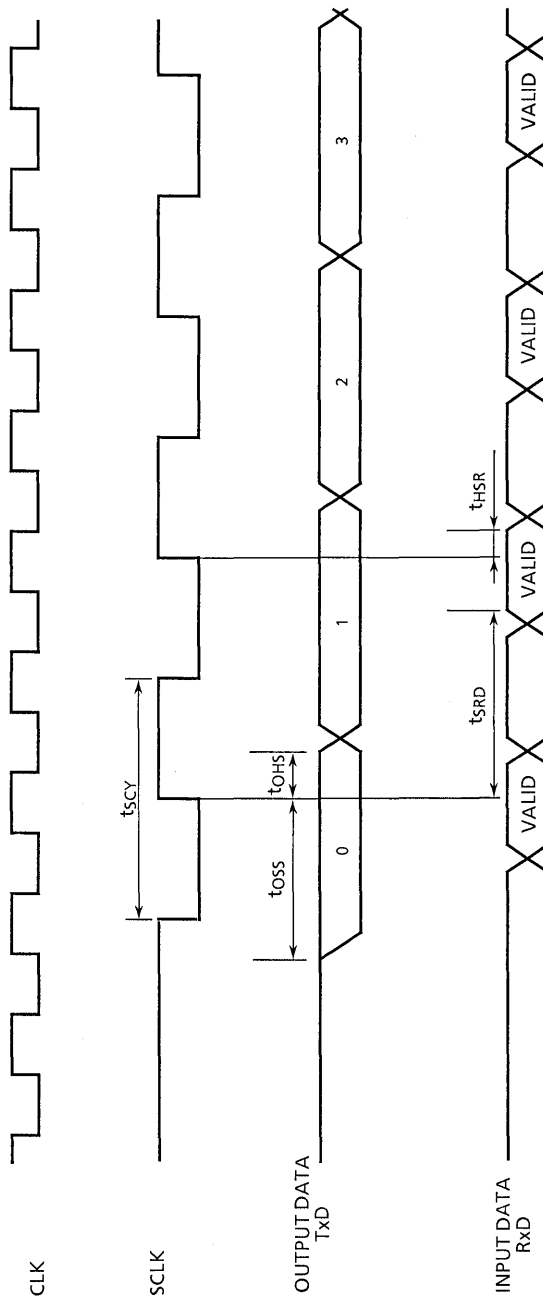 CLK
SCLK
tSCY
OUTPUT DATA
TxD
tOSS
tOHS
0
1
2
3
INPUT DATA
RxD
tSRD
tHSR
VALID
VALID
VALID
VALID